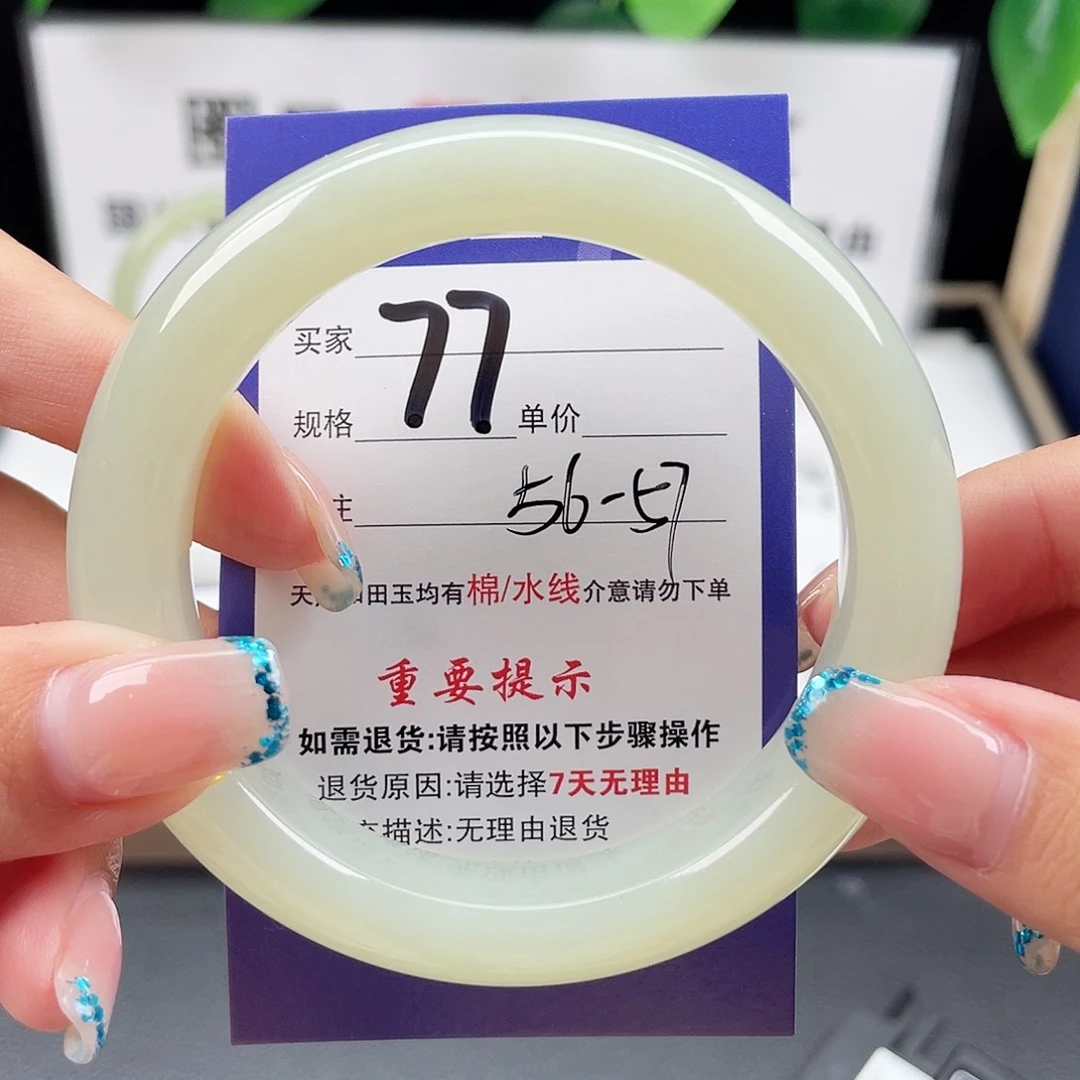 买家 77
规格 单价
主 56-57
天 田玉均有棉/水线介意请勿下单
重要提示
如需退货:请按照以下步骤操作
退货原因:请选择7天无理由
描述:无理由退货